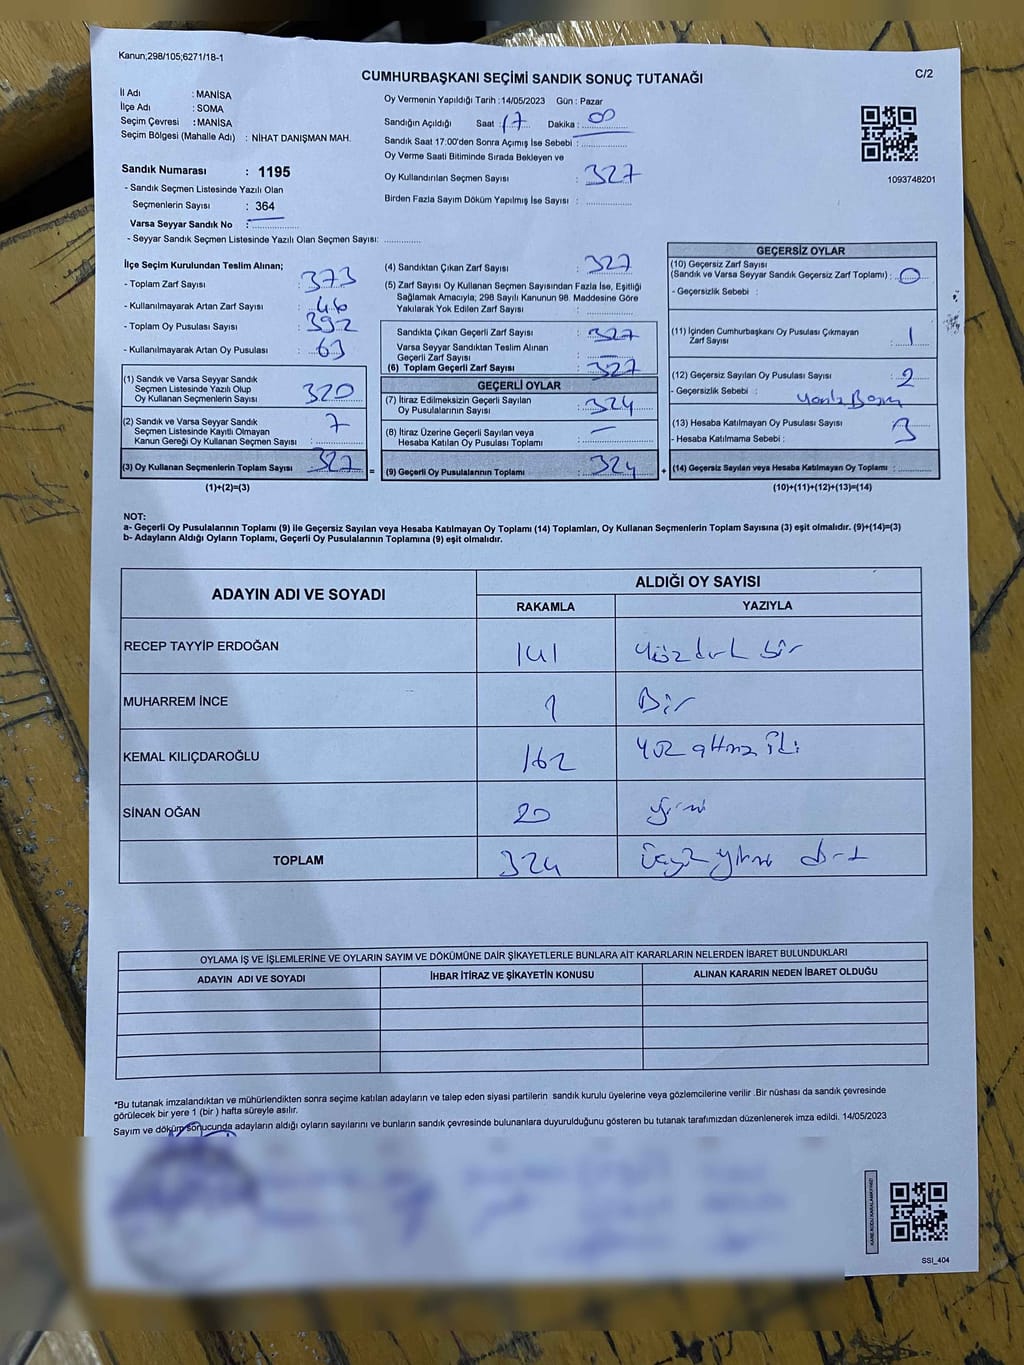 Kanun;298/105;6271/18-1
CUMHURBAŞKANI SEÇİMİ SANDIK SONUÇ TUTANAĞI
C/2
İl Adı : MANİSA
İlçe Adı : SOMA
Seçim Çevresi : MANİSA
Seçim Bölgesi (Mahalle Adı) : NİHAT DANIŞMAN MAH.
Sandık Numarası : 1195
- Sandık Seçmen Listesinde Yazılı Olan
Seçmenlerin Sayısı : 364
Varsa Seyyar Sandık No : ..............
- Seyyar Sandık Seçmen Listesinde Yazılı Olan Seçmen Sayısı: ............
Oy Vermenin Yapıldığı Tarih : 14/05/2023 Gün : Pazar
Sandığın Açıldığı Saat : 17 Dakika : 00
Sandık Saat 17:00'den Sonra Açımış İse Sebebi : ..............
Oy Verme Saati Bitiminde Sırada Bekleyen ve
Oy Kullandırılan Seçmen Sayısı : 327
Birden Fazla Sayım Döküm Yapılmış İse Sayısı : ..............
1093748201
İlçe Seçim Kurulundan Teslim Alınan;
- Toplam Zarf Sayısı : 373
- Kullanılmayarak Artan Zarf Sayısı : 46
- Toplam Oy Pusulası Sayısı : 392
- Kullanılmayarak Artan Oy Pusulası : 63
(1) Sandık ve Varsa Seyyar Sandık
Seçmen Listesinde Yazılı Olup
Oy Kullanan Seçmenlerin Sayısı : 320
(2) Sandık ve Varsa Seyyar Sandık
Seçmen Listesinde Kayıtlı Olmayan
Kanun Gereği Oy Kullanan Seçmen Sayısı : 7
(3) Oy Kullanan Seçmenlerin Toplam Sayısı : 327 =
(1)+(2)=(3)
(4) Sandıktan Çıkan Zarf Sayısı : 327
(5) Zarf Sayısı Oy Kullanan Seçmen Sayısından Fazla İse, Eşitliği
Sağlamak Amacıyla; 298 Sayılı Kanunun 98. Maddesine Göre
Yakılarak Yok Edilen Zarf Sayısı : ..............
Sandıkta Çıkan Geçerli Zarf Sayısı : 327
Varsa Seyyar Sandıktan Teslim Alınan
Geçerli Zarf Sayısı : —
(6) Toplam Geçerli Zarf Sayısı : 327
GEÇERLİ OYLAR
(7) İtiraz Edilmeksizin Geçerli Sayılan
Oy Pusulalarının Sayısı : 324
(8) İtiraz Üzerine Geçerli Sayılan veya
Hesaba Katılan Oy Pusulası Toplamı : —
(9) Geçerli Oy Pusulalarının Toplamı : 324 +
GEÇERSİZ OYLAR
(10) Geçersiz Zarf Sayısı
(Sandık ve Varsa Seyyar Sandık Geçersiz Zarf Toplamı) : 0
- Geçersizlik Sebebi :
(11) İçinden Cumhurbaşkanı Oy Pusulası Çıkmayan
Zarf Sayısı : 1
(12) Geçersiz Sayılan Oy Pusulası Sayısı : 2
- Geçersizlik Sebebi :
(13) Hesaba Katılmayan Oy Pusulası Sayısı : 3
- Hesaba Katılmama Sebebi :
(14) Geçersiz Sayılan veya Hesaba Katılmayan Oy Toplamı : ............
(10)+(11)+(12)+(13)=(14)
NOT:
a- Geçerli Oy Pusulalarının Toplamı (9) ile Geçersiz Sayılan veya Hesaba Katılmayan Oy Toplamı (14) Toplamları, Oy Kullanan Seçmenlerin Toplam Sayısına (3) eşit olmalıdır. (9)+(14)=(3)
b- Adayların Aldığı Oyların Toplamı, Geçerli Oy Pusulalarının Toplamına (9) eşit olmalıdır.
ADAYIN ADI VE SOYADI
ALDIĞI OY SAYISI
RAKAMLA YAZIYLA
RECEP TAYYİP ERDOĞAN 141 Yüz kırk bir
MUHARREM İNCE 1 Bir
KEMAL KILIÇDAROĞLU 162 Yüz altmış iki
SİNAN OĞAN 20 Yirmi
TOPLAM 324 Üçyüz yirmi dört
OYLAMA İŞ VE İŞLEMLERİNE VE OYLARIN SAYIM VE DÖKÜMÜNE DAİR ŞİKAYETLERLE BUNLARA AİT KARARLARIN NELERDEN İBARET BULUNDUKLARI
ADAYIN ADI VE SOYADI İHBAR İTİRAZ VE ŞİKAYETİN KONUSU ALINAN KARARIN NEDEN İBARET OLDUĞU
*Bu tutanak imzalandıktan ve mühürlendikten sonra seçime katılan adayların ve talep eden siyasi partilerin sandık kurulu üyelerine veya gözlemcilerine verilir .Bir nüshası da sandık çevresinde
görülecek bir yere 1 (bir ) hafta süreyle asılır.
Sayım ve döküm sonucunda adayların aldığı oyların sayılarını ve bunların sandık çevresinde bulunanlara duyurulduğunu gösteren bu tutanak tarafımızdan düzenlenerek imza edildi. 14/05/2023
SSI_404